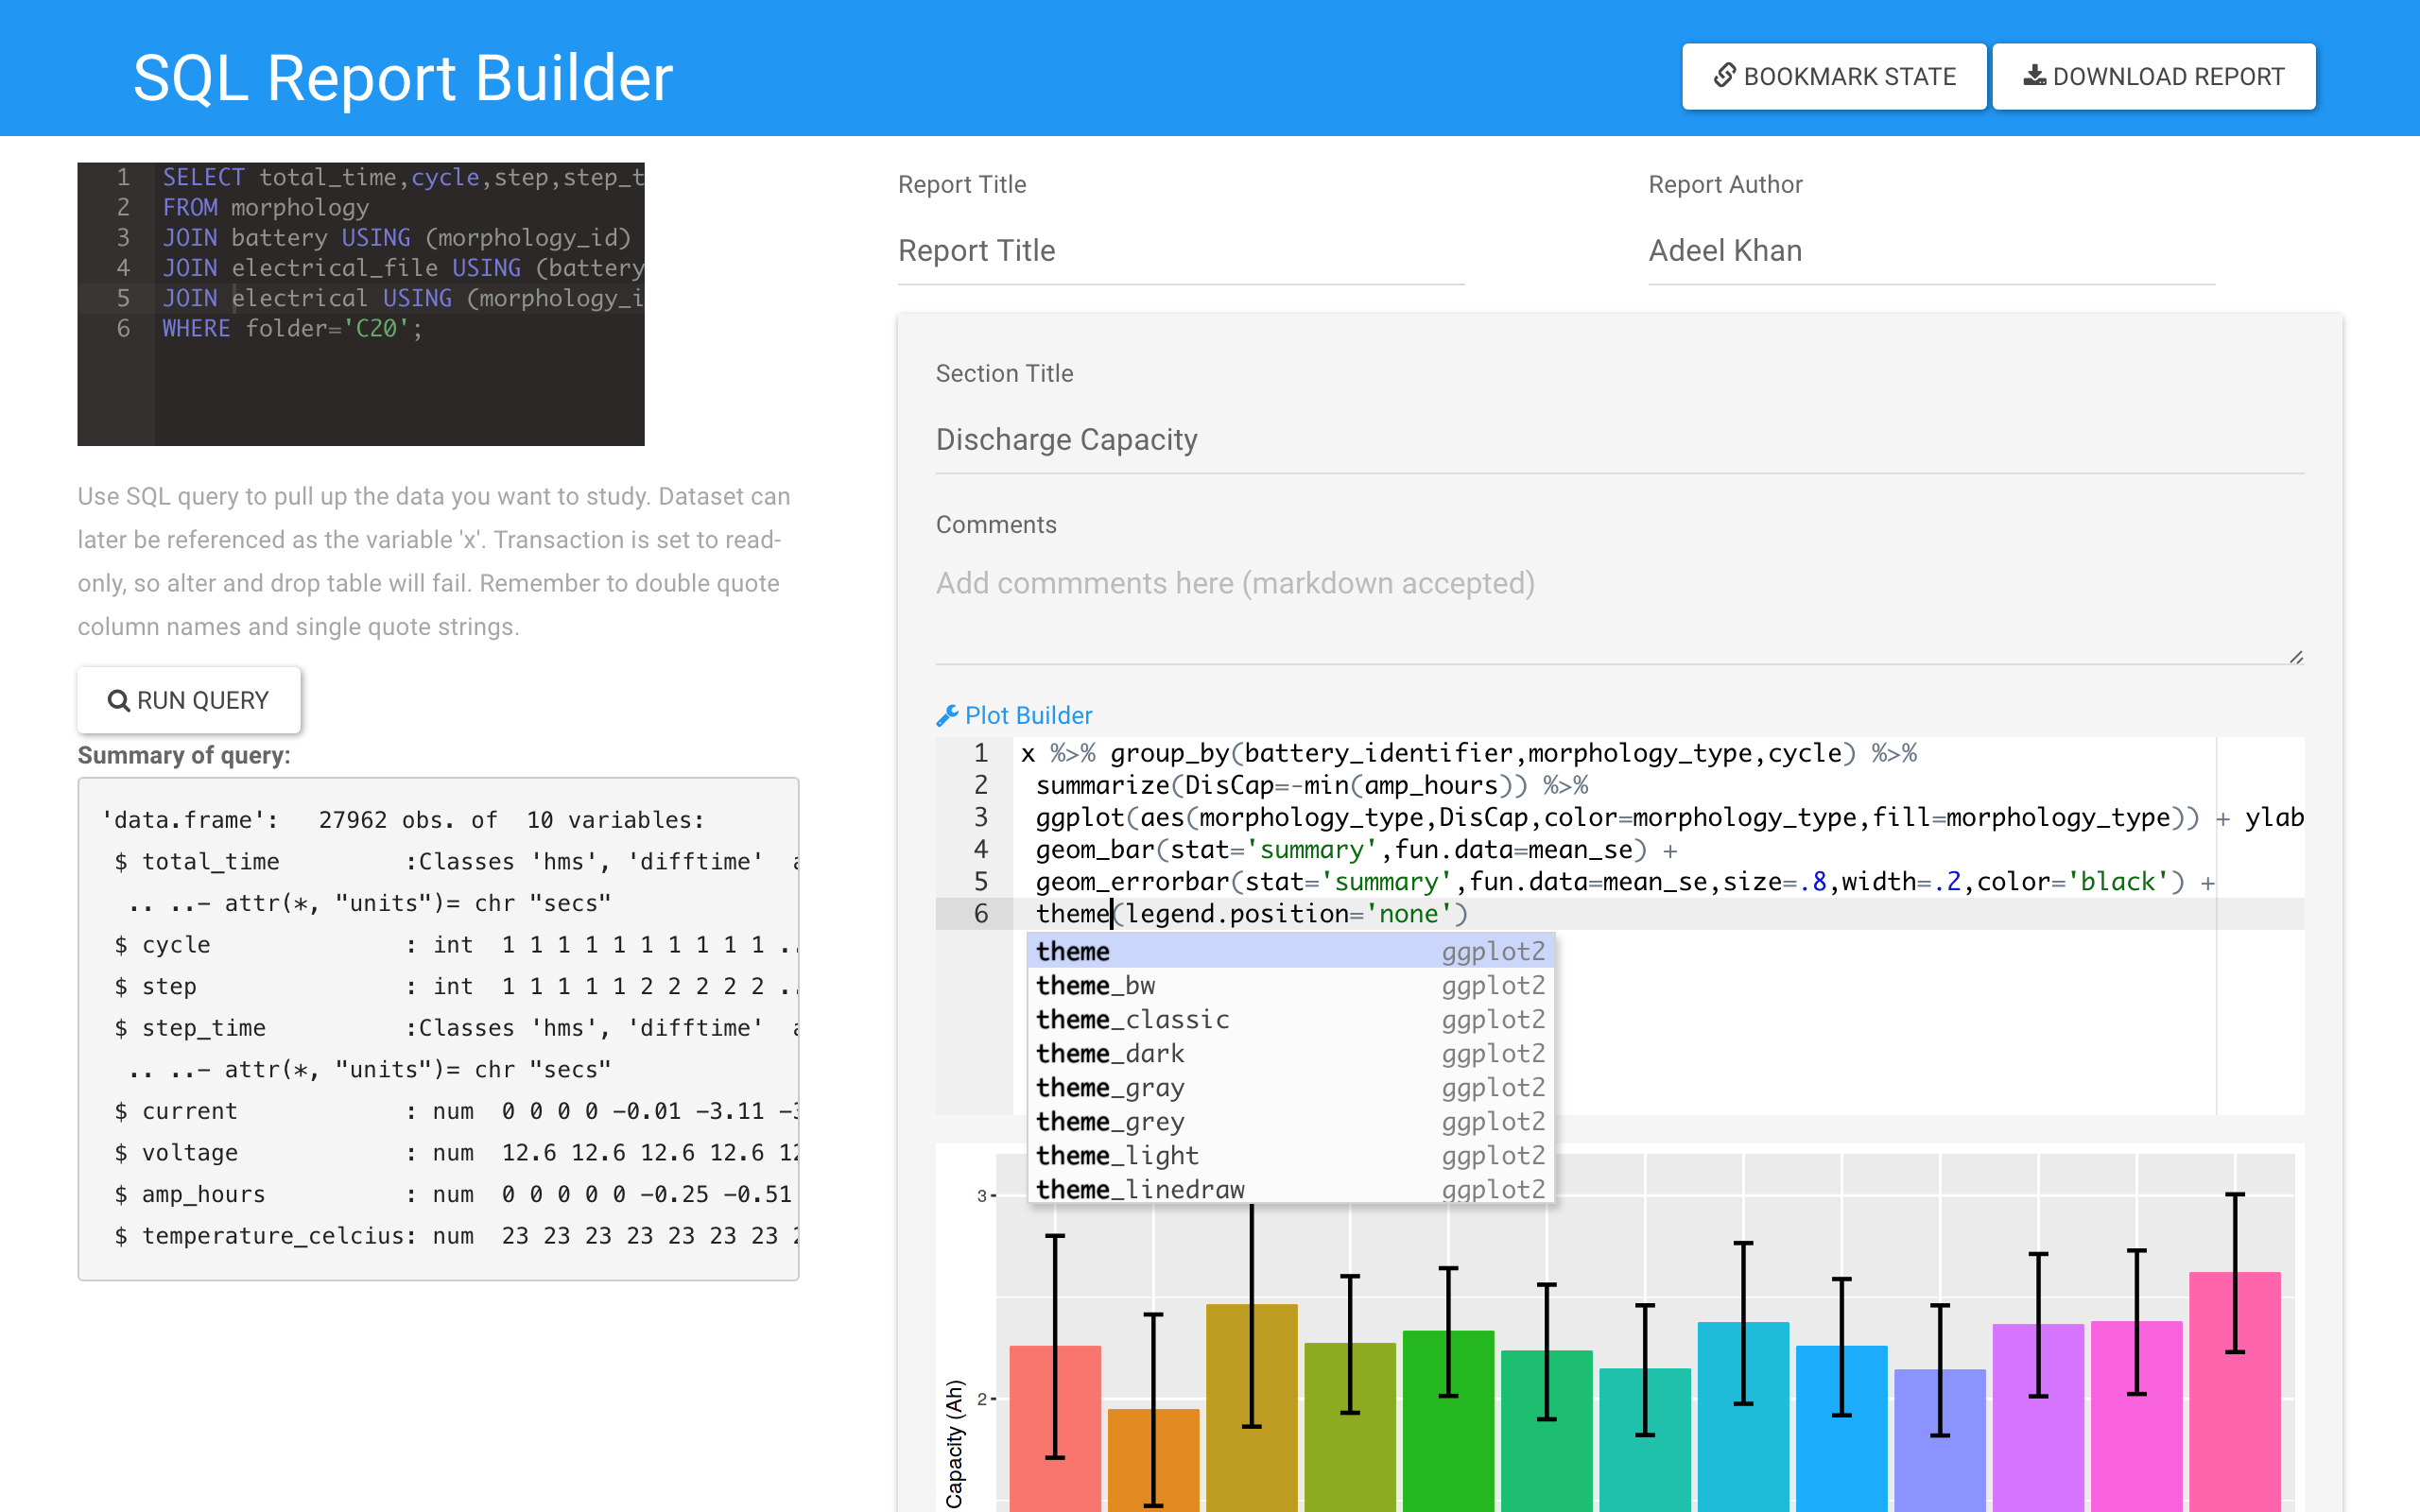 SQL Report Builder
BOOKMARK STATE
DOWNLOAD REPORT
1 SELECT total_time,cycle,step,step_t
2 FROM morphology
3 JOIN battery USING (morphology_id)
4 JOIN electrical_file USING (battery
5 JOIN electrical USING (morphology_i
6 WHERE folder='C20';
Use SQL query to pull up the data you want to study. Dataset can
later be referenced as the variable 'x'. Transaction is set to read-
only, so alter and drop table will fail. Remember to double quote
column names and single quote strings.
RUN QUERY
Summary of query:
'data.frame':   27962 obs. of  10 variables:
 $ total_time         :Classes 'hms', 'difftime'  a
  .. ..- attr(*, "units")= chr "secs"
 $ cycle              : int  1 1 1 1 1 1 1 1 1 1 ..
 $ step               : int  1 1 1 1 1 2 2 2 2 2 ..
 $ step_time          :Classes 'hms', 'difftime'  a
  .. ..- attr(*, "units")= chr "secs"
 $ current            : num  0 0 0 0 -0.01 -3.11 -3
 $ voltage            : num  12.6 12.6 12.6 12.6 12
 $ amp_hours          : num  0 0 0 0 0 -0.25 -0.51
 $ temperature_celcius: num  23 23 23 23 23 23 23 2
Report Title
Report Title
Report Author
Adeel Khan
Section Title
Discharge Capacity
Comments
Add commments here (markdown accepted)
Plot Builder
1 x %>% group_by(battery_identifier,morphology_type,cycle) %>%
2  summarize(DisCap=-min(amp_hours)) %>%
3  ggplot(aes(morphology_type,DisCap,color=morphology_type,fill=morphology_type)) + ylab
4  geom_bar(stat='summary',fun.data=mean_se) +
5  geom_errorbar(stat='summary',fun.data=mean_se,size=.8,width=.2,color='black') +
6  theme(legend.position='none')
theme ggplot2
theme_bw ggplot2
theme_classic ggplot2
theme_dark ggplot2
theme_gray ggplot2
theme_grey ggplot2
theme_light ggplot2
theme_linedraw ggplot2
3
2
Capacity (Ah)